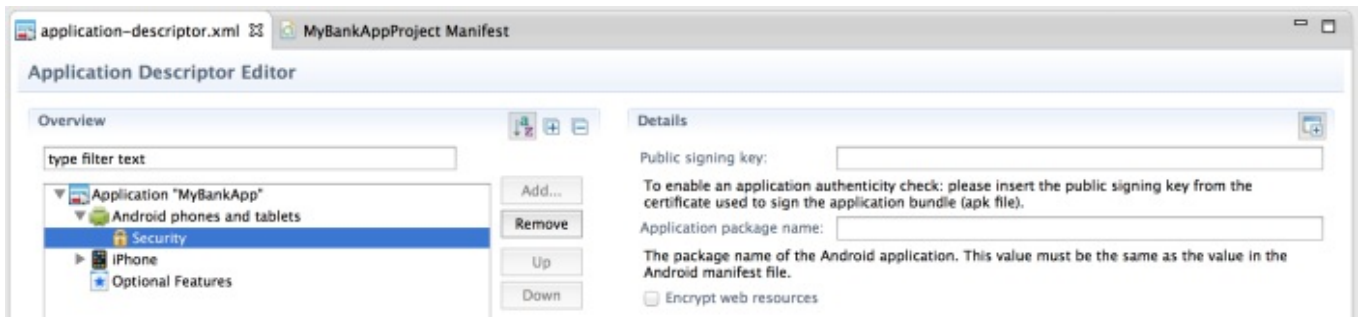 application-descriptor.xml MyBankAppProject Manifest
Application Descriptor Editor
Overview
type filter text
Application "MyBankApp"
Android phones and tablets
Security
iPhone
Optional Features
Add...
Remove
Up
Down
Details
Public signing key:
To enable an application authenticity check: please insert the public signing key from the
certificate used to sign the application bundle (apk file).
Application package name:
The package name of the Android application. This value must be the same as the value in the
Android manifest file.
Encrypt web resources